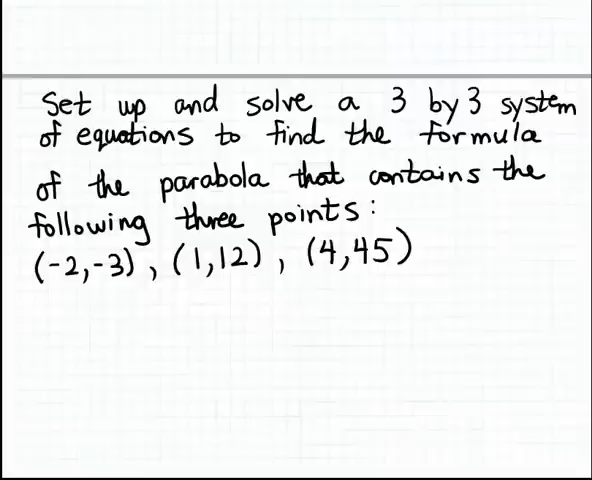 Set up and solve a 3 by 3 system
of equations to find the formula
of the parabola that contains the
following three points:
(-2,-3), (1,12), (4,45)